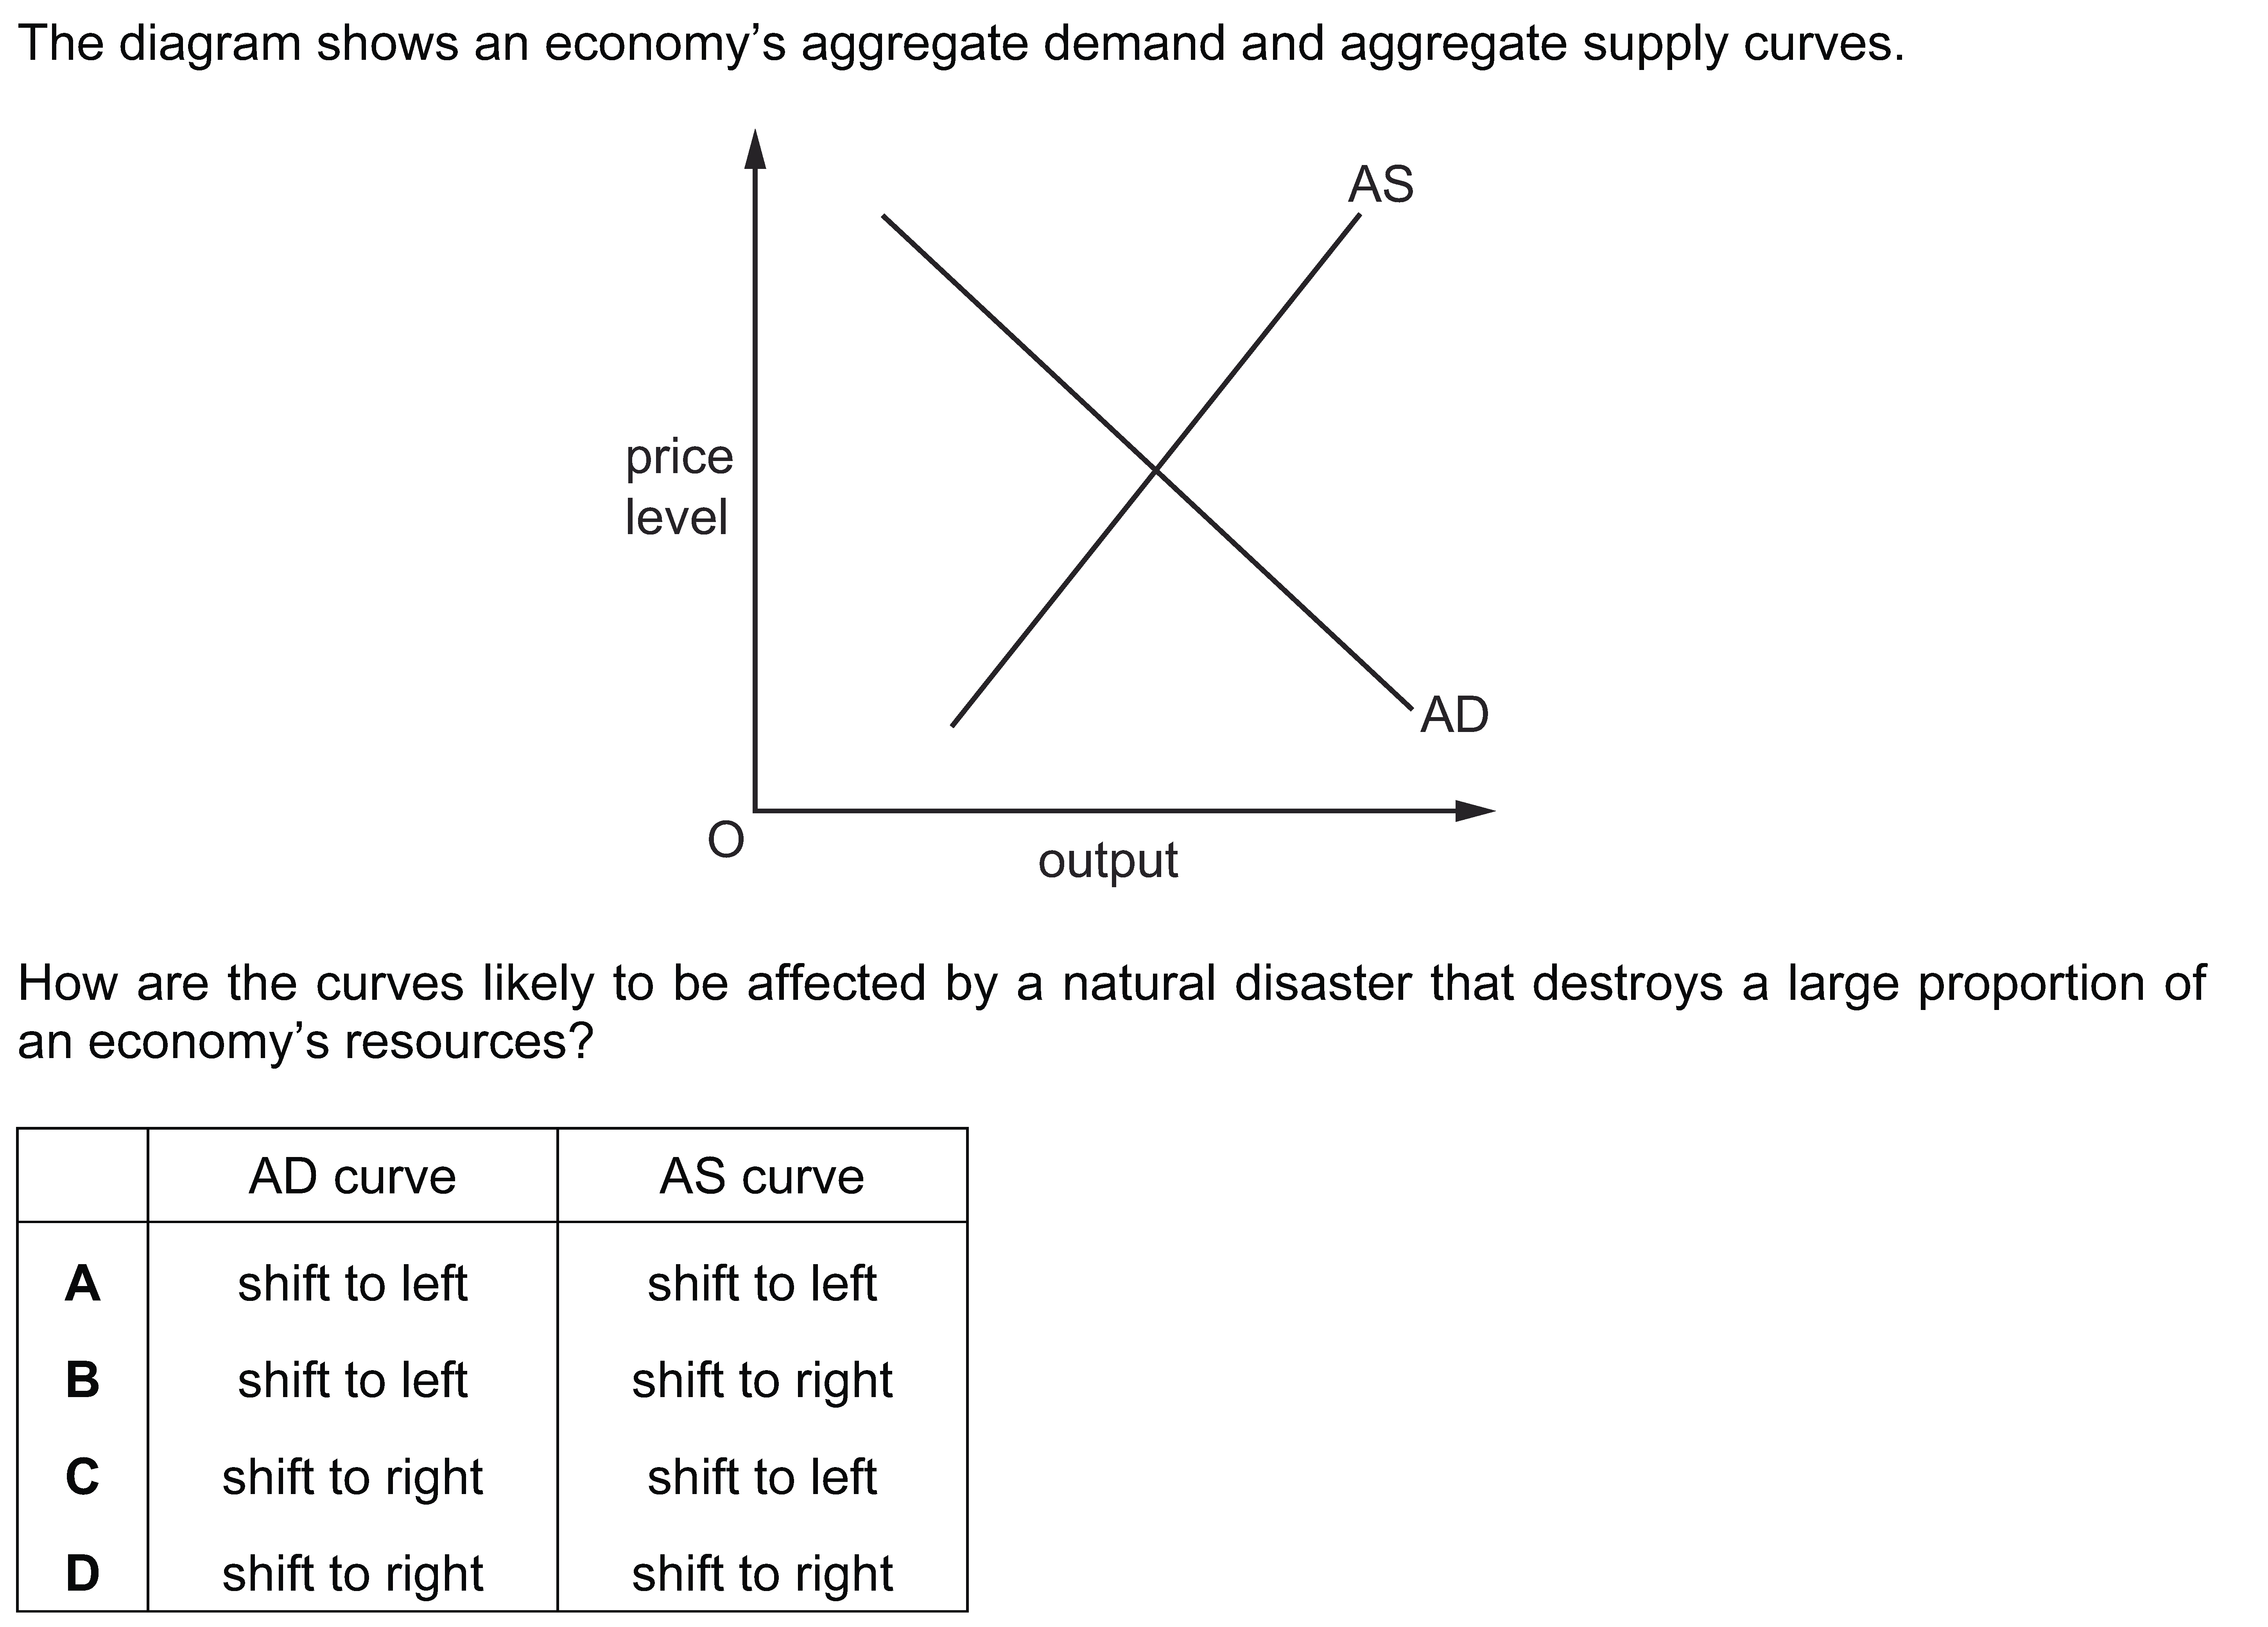 The diagram shows an economy’s aggregate demand and aggregate supply curves.
AS
price
level
AD
O
output
How are the curves likely to be affected by a natural disaster that destroys a large proportion of
an economy’s resources?
AD curve AS curve
A shift to left shift to left
B shift to left shift to right
C shift to right shift to left
D shift to right shift to right